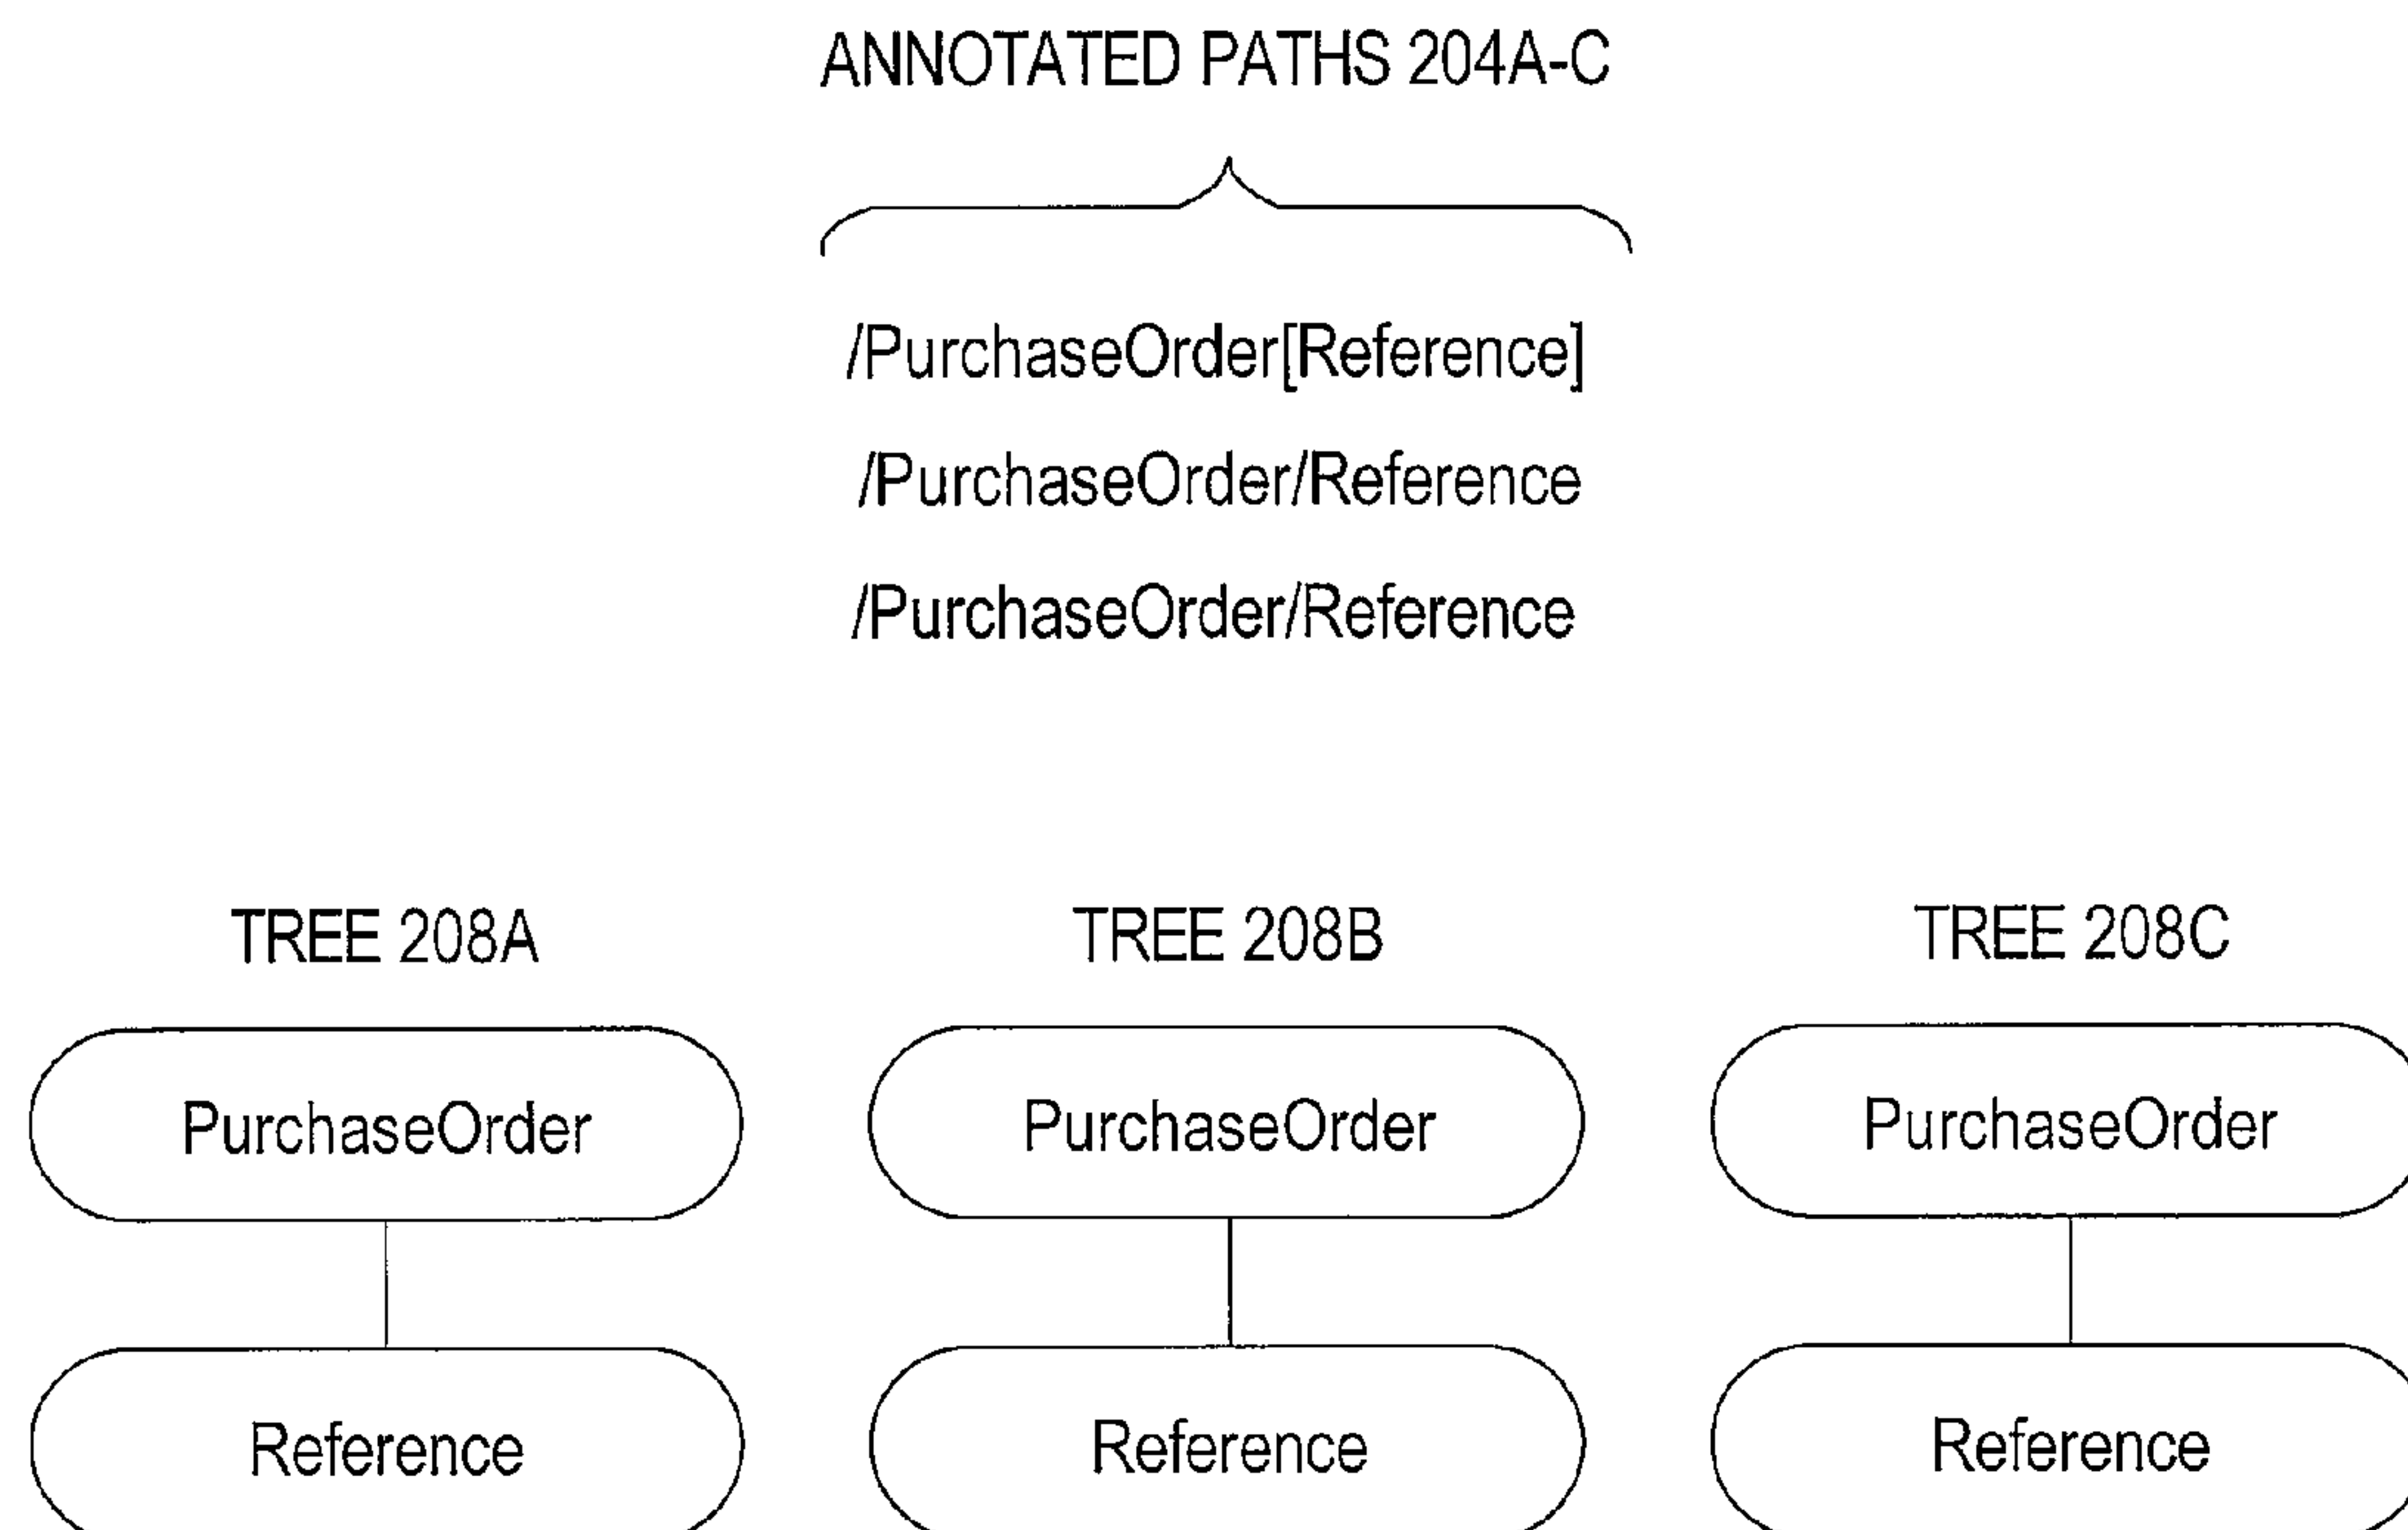 ANNOTATED PATHS 204A-C
/PurchaseOrder[Reference]
/PurchaseOrder/Reference
/PurchaseOrder/Reference
TREE 208A
TREE 208B
TREE 208C
PurchaseOrder
PurchaseOrder
PurchaseOrder
Reference
Reference
Reference